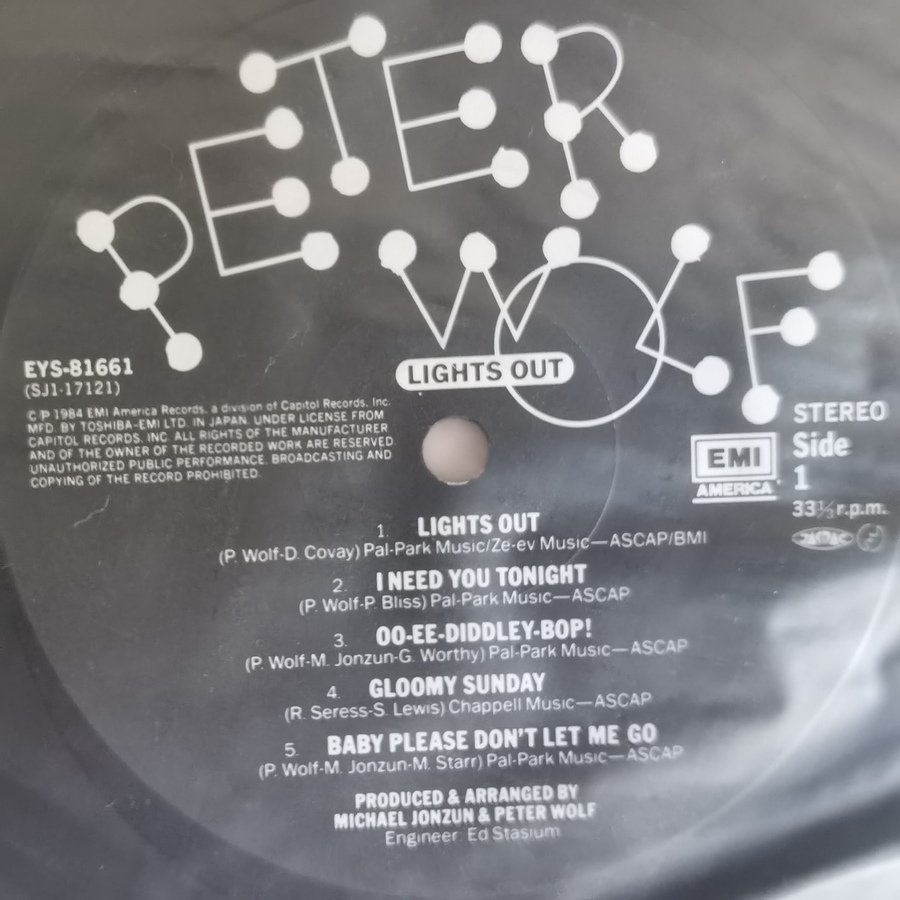 PETER
WOLF
LIGHTS OUT
EYS-81661
(SJ1-17121)
C/P 1984 EMI America Records, a division of Capitol Records, Inc.
MFD. BY TOSHIBA-EMI LTD. IN JAPAN. UNDER LICENSE FROM
CAPITOL RECORDS, INC. ALL RIGHTS OF THE MANUFACTURER
AND OF THE OWNER OF THE RECORDED WORK ARE RESERVED.
UNAUTHORIZED PUBLIC PERFORMANCE, BROADCASTING AND
COPYING OF THE RECORD PROHIBITED.
EMI
AMERICA
STEREO
Side
1
33⅓r.p.m.
1. LIGHTS OUT
(P. Wolf-D. Covay) Pal-Park Music/Ze-ev Music—ASCAP/BMI
2. I NEED YOU TONIGHT
(P. Wolf-P. Bliss) Pal-Park Music—ASCAP
3. OO-EE-DIDDLEY-BOP!
(P. Wolf-M. Jonzun-G. Worthy) Pal-Park Music—ASCAP
4. GLOOMY SUNDAY
(R. Seress-S. Lewis) Chappell Music—ASCAP
5. BABY PLEASE DON'T LET ME GO
(P. Wolf-M. Jonzun-M. Starr) Pal-Park Music—ASCAP
PRODUCED & ARRANGED BY
MICHAEL JONZUN & PETER WOLF
Engineer: Ed Stasium